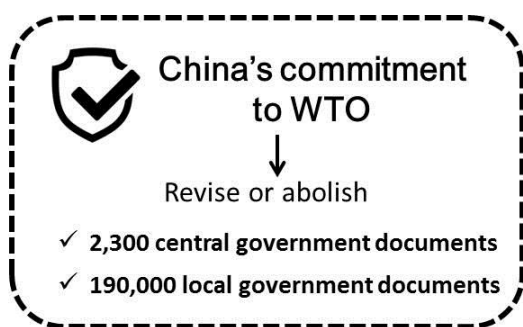 China’s commitment
to WTO
Revise or abolish
✓ 2,300 central government documents
✓ 190,000 local government documents